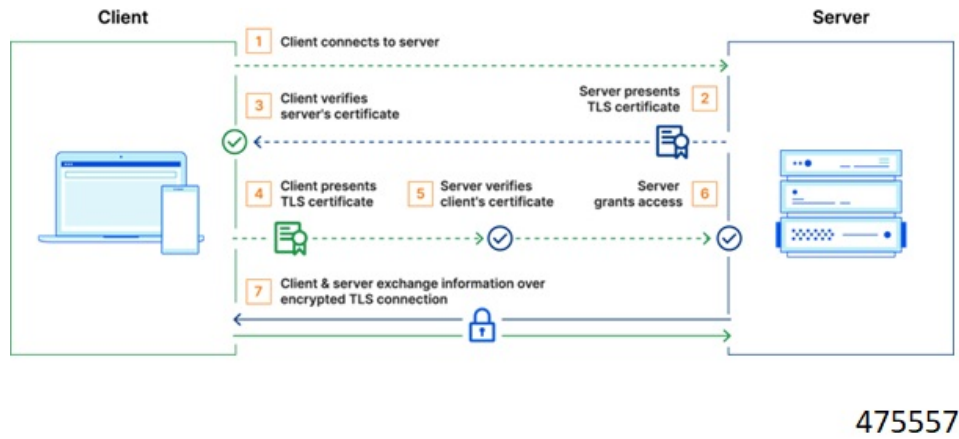 Client
Server
1
Client connects to server
Server presents
TLS certificate
2
3
Client verifies
server's certificate
4
Client presents
TLS certificate
5
Server verifies
client's certificate
Server
grants access
6
7
Client & server exchange information over
encrypted TLS connection
475557